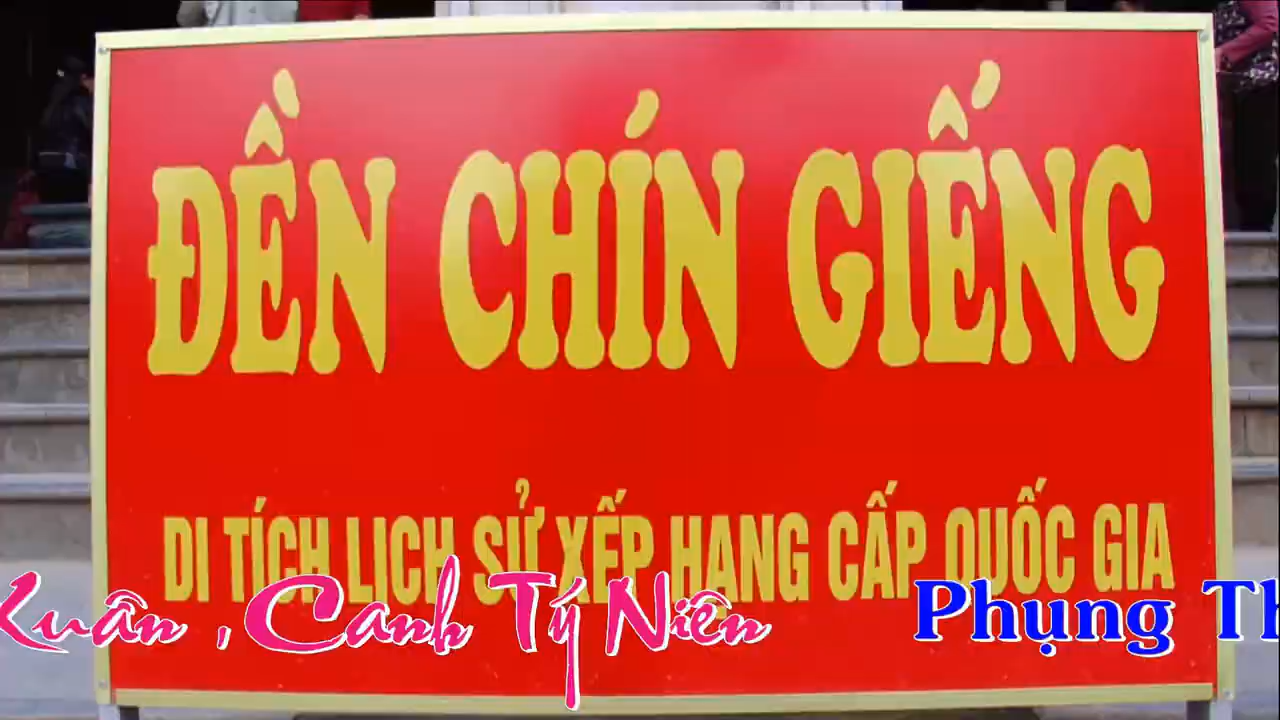 ĐỀN CHÍN GIẾNG
DI TÍCH LỊCH SỬ XẾP HẠNG CẤP QUỐC GIA
Xuân , Canh Tý Niên Phụng Th